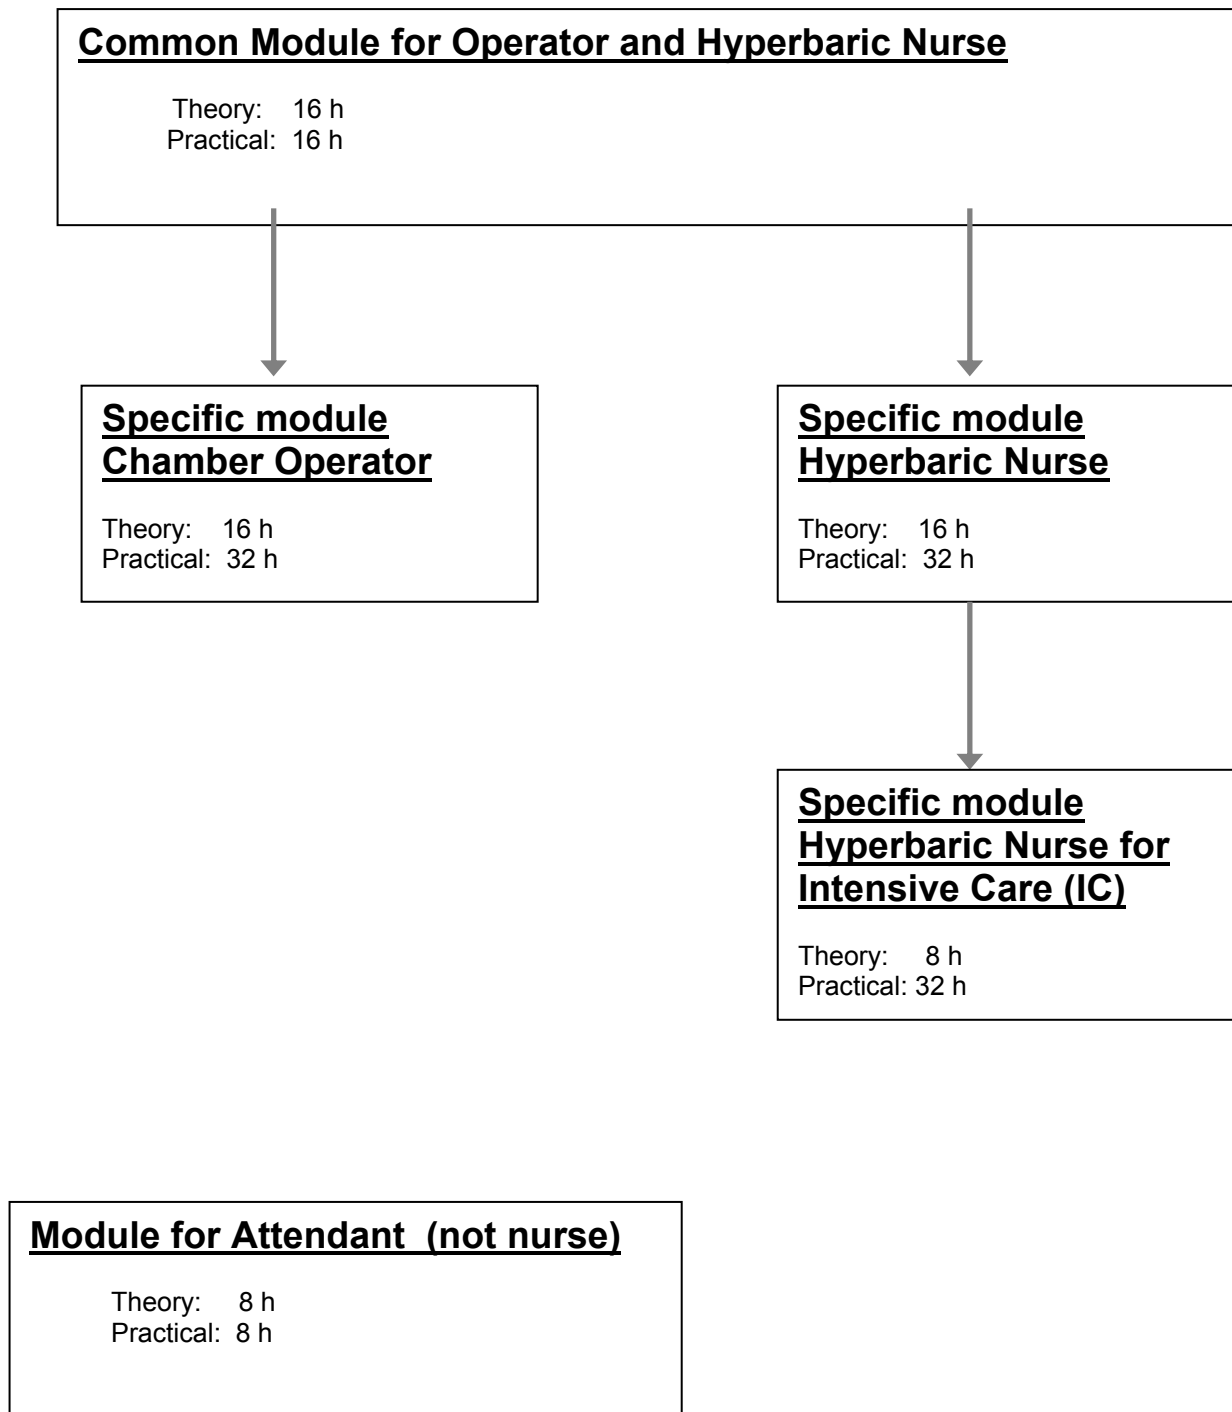 Common Module for Operator and Hyperbaric Nurse
Theory: 16 h
Practical: 16 h
Specific module
Chamber Operator
Theory: 16 h
Practical: 32 h
Specific module
Hyperbaric Nurse
Theory: 16 h
Practical: 32 h
Specific module
Hyperbaric Nurse for
Intensive Care (IC)
Theory: 8 h
Practical: 32 h
Module for Attendant (not nurse)
Theory: 8 h
Practical: 8 h